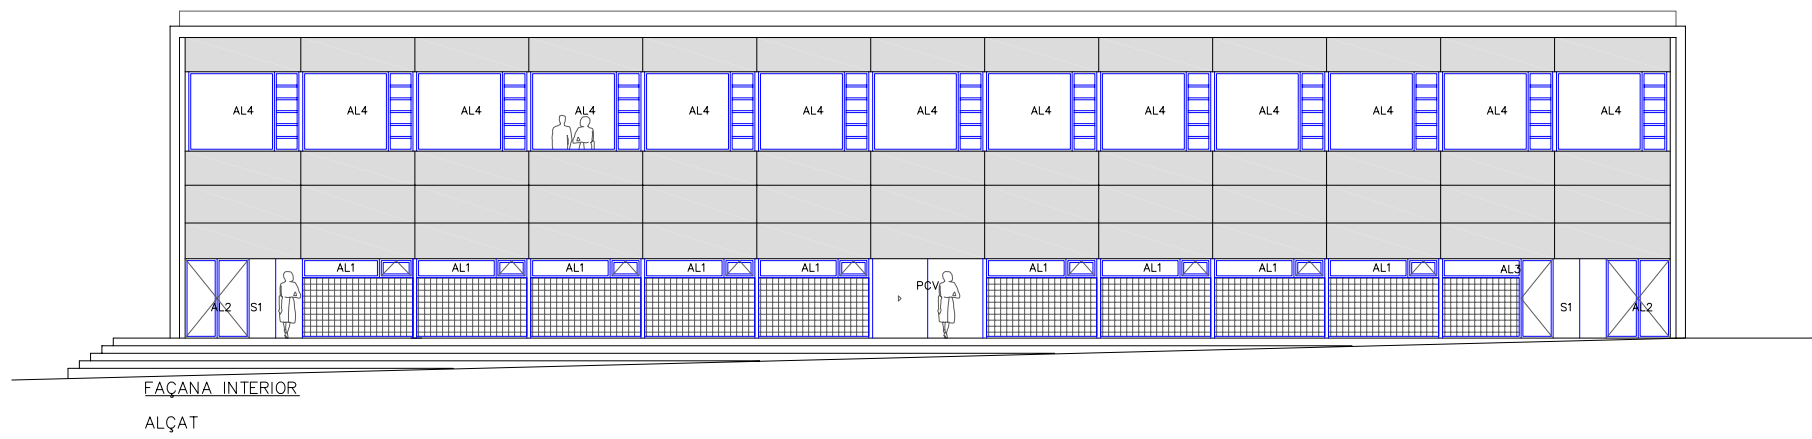 AL4 AL4 AL4 AL4 AL4 AL4 AL4 AL4 AL4 AL4 AL4 AL4 AL4
AL1 AL1 AL1 AL1 AL1 AL1 AL1 AL1 AL1 AL3
PCV
AL2 S1 S1 AL2
FAÇANA INTERIOR
ALÇAT